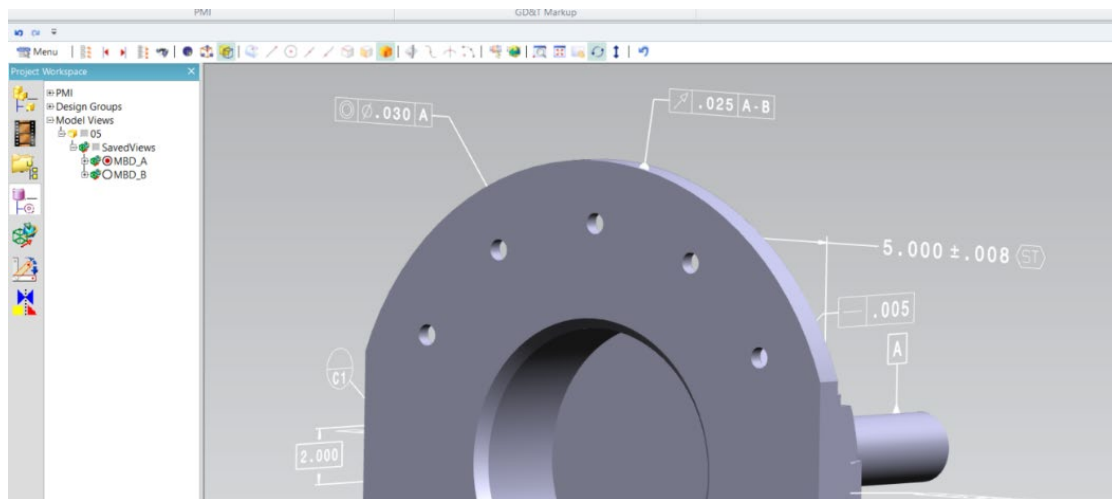 PMI GD&T Markup
Menu
Project Workspace
PMI
Design Groups
Model Views
05
SavedViews
MBD_A
MBD_B
⌀.030 A
.025 A-B
5.000 ±.008 ST
.005
A
C1
2.000